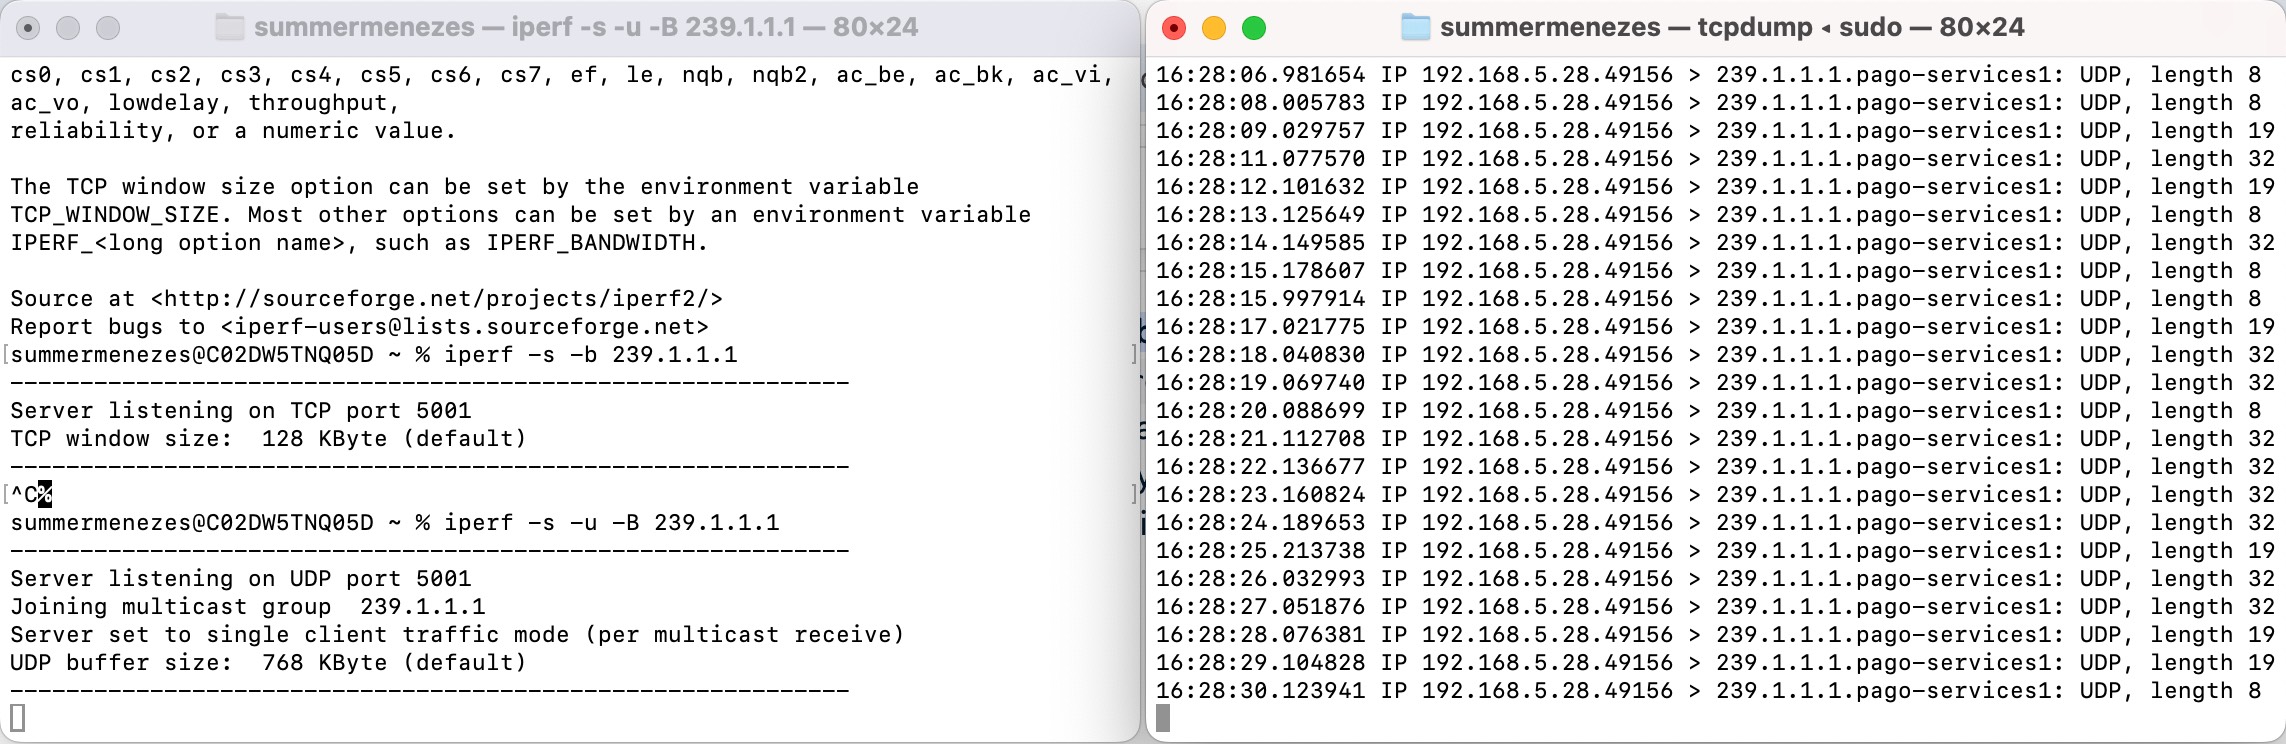 summermenezes — iperf -s -u -B 239.1.1.1 — 80×24
cs0, cs1, cs2, cs3, cs4, cs5, cs6, cs7, ef, le, nqb, nqb2, ac_be, ac_bk, ac_vi,
ac_vo, lowdelay, throughput,
reliability, or a numeric value.
The TCP window size option can be set by the environment variable
TCP_WINDOW_SIZE. Most other options can be set by an environment variable
IPERF_<long option name>, such as IPERF_BANDWIDTH.
Source at <http://sourceforge.net/projects/iperf2/>
Report bugs to <iperf-users@lists.sourceforge.net>
[summermenezes@C02DW5TNQ05D ~ % iperf -s -b 239.1.1.1 ]
------------------------------------------------------------
Server listening on TCP port 5001
TCP window size:  128 KByte (default)
------------------------------------------------------------
[^C% ]
summermenezes@C02DW5TNQ05D ~ % iperf -s -u -B 239.1.1.1
------------------------------------------------------------
Server listening on UDP port 5001
Joining multicast group  239.1.1.1
Server set to single client traffic mode (per multicast receive)
UDP buffer size:  768 KByte (default)
------------------------------------------------------------
summermenezes — tcpdump ◂ sudo — 80×24
16:28:06.981654 IP 192.168.5.28.49156 > 239.1.1.1.pago-services1: UDP, length 8
16:28:08.005783 IP 192.168.5.28.49156 > 239.1.1.1.pago-services1: UDP, length 8
16:28:09.029757 IP 192.168.5.28.49156 > 239.1.1.1.pago-services1: UDP, length 19
16:28:11.077570 IP 192.168.5.28.49156 > 239.1.1.1.pago-services1: UDP, length 32
16:28:12.101632 IP 192.168.5.28.49156 > 239.1.1.1.pago-services1: UDP, length 19
16:28:13.125649 IP 192.168.5.28.49156 > 239.1.1.1.pago-services1: UDP, length 8
16:28:14.149585 IP 192.168.5.28.49156 > 239.1.1.1.pago-services1: UDP, length 32
16:28:15.178607 IP 192.168.5.28.49156 > 239.1.1.1.pago-services1: UDP, length 8
16:28:15.997914 IP 192.168.5.28.49156 > 239.1.1.1.pago-services1: UDP, length 8
16:28:17.021775 IP 192.168.5.28.49156 > 239.1.1.1.pago-services1: UDP, length 19
16:28:18.040830 IP 192.168.5.28.49156 > 239.1.1.1.pago-services1: UDP, length 32
16:28:19.069740 IP 192.168.5.28.49156 > 239.1.1.1.pago-services1: UDP, length 32
16:28:20.088699 IP 192.168.5.28.49156 > 239.1.1.1.pago-services1: UDP, length 8
16:28:21.112708 IP 192.168.5.28.49156 > 239.1.1.1.pago-services1: UDP, length 32
16:28:22.136677 IP 192.168.5.28.49156 > 239.1.1.1.pago-services1: UDP, length 32
16:28:23.160824 IP 192.168.5.28.49156 > 239.1.1.1.pago-services1: UDP, length 32
16:28:24.189653 IP 192.168.5.28.49156 > 239.1.1.1.pago-services1: UDP, length 32
16:28:25.213738 IP 192.168.5.28.49156 > 239.1.1.1.pago-services1: UDP, length 19
16:28:26.032993 IP 192.168.5.28.49156 > 239.1.1.1.pago-services1: UDP, length 32
16:28:27.051876 IP 192.168.5.28.49156 > 239.1.1.1.pago-services1: UDP, length 32
16:28:28.076381 IP 192.168.5.28.49156 > 239.1.1.1.pago-services1: UDP, length 19
16:28:29.104828 IP 192.168.5.28.49156 > 239.1.1.1.pago-services1: UDP, length 19
16:28:30.123941 IP 192.168.5.28.49156 > 239.1.1.1.pago-services1: UDP, length 8